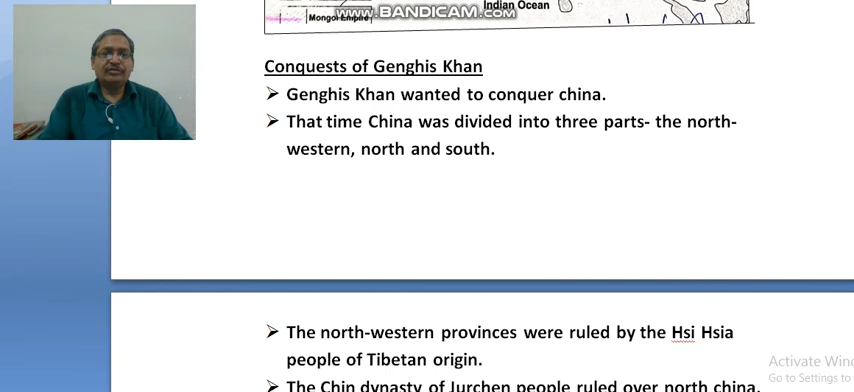 Indian Ocean
Mongol Empire
WWW.BANDICAM.COM
Conquests of Genghis Khan
➤ Genghis Khan wanted to conquer china.
➤ That time China was divided into three parts- the north-
western, north and south.
➤ The north-western provinces were ruled by the Hsi Hsia
people of Tibetan origin.
➤ The Chin dynasty of Jurchen people ruled over north china.
Activate Wind
Go to Settings to